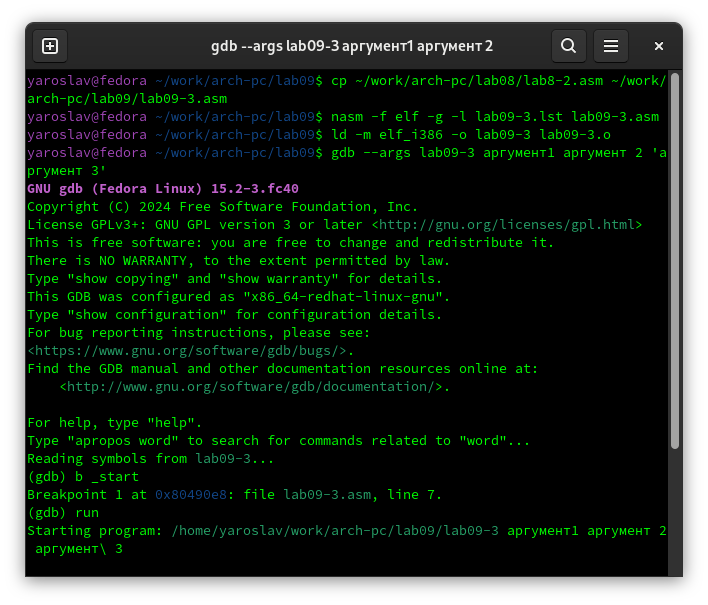 gdb --args lab09-3 аргумент1 аргумент 2
yaroslav@fedora ~/work/arch-pc/lab09$ cp ~/work/arch-pc/lab08/lab8-2.asm ~/work/
arch-pc/lab09/lab09-3.asm
yaroslav@fedora ~/work/arch-pc/lab09$ nasm -f elf -g -l lab09-3.lst lab09-3.asm
yaroslav@fedora ~/work/arch-pc/lab09$ ld -m elf_i386 -o lab09-3 lab09-3.o
yaroslav@fedora ~/work/arch-pc/lab09$ gdb --args lab09-3 аргумент1 аргумент 2 'а
ргумент 3'
GNU gdb (Fedora Linux) 15.2-3.fc40
Copyright (C) 2024 Free Software Foundation, Inc.
License GPLv3+: GNU GPL version 3 or later <http://gnu.org/licenses/gpl.html>
This is free software: you are free to change and redistribute it.
There is NO WARRANTY, to the extent permitted by law.
Type "show copying" and "show warranty" for details.
This GDB was configured as "x86_64-redhat-linux-gnu".
Type "show configuration" for configuration details.
For bug reporting instructions, please see:
<https://www.gnu.org/software/gdb/bugs/>.
Find the GDB manual and other documentation resources online at:
    <http://www.gnu.org/software/gdb/documentation/>.

For help, type "help".
Type "apropos word" to search for commands related to "word"...
Reading symbols from lab09-3...
(gdb) b _start
Breakpoint 1 at 0x80490e8: file lab09-3.asm, line 7.
(gdb) run
Starting program: /home/yaroslav/work/arch-pc/lab09/lab09-3 аргумент1 аргумент 2
 аргумент\ 3